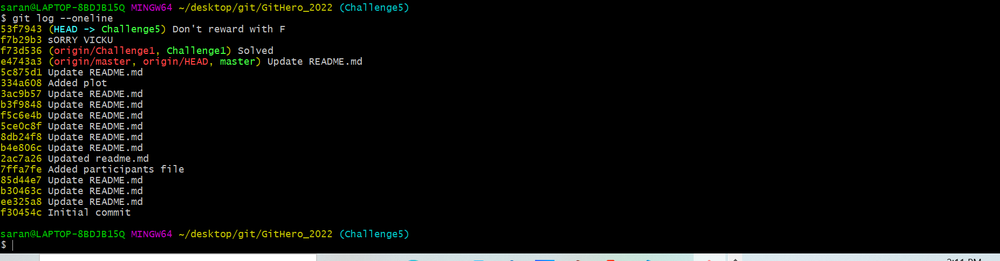 saran@LAPTOP-8BDJB15Q MINGW64 ~/desktop/git/GitHero_2022 (Challenge5)
$ git log --oneline
53f7943 (HEAD -> Challenge5) Don't reward with F
f7b29b3 sORRY VICKU
f73d536 (origin/Challenge1, Challenge1) Solved
e4743a3 (origin/master, origin/HEAD, master) Update README.md
5c875d1 Update README.md
334a608 Added plot
3ac9b57 Update README.md
b3f9848 Update README.md
f5c6e4b Update README.md
5ce0c8f Update README.md
8db24f8 Update README.md
b4e806c Update README.md
2ac7a26 Updated readme.md
7ffa7fe Added participants file
85d44e7 Update README.md
b30463c Update README.md
ee325a8 Update README.md
f30454c Initial commit
saran@LAPTOP-8BDJB15Q MINGW64 ~/desktop/git/GitHero_2022 (Challenge5)
$